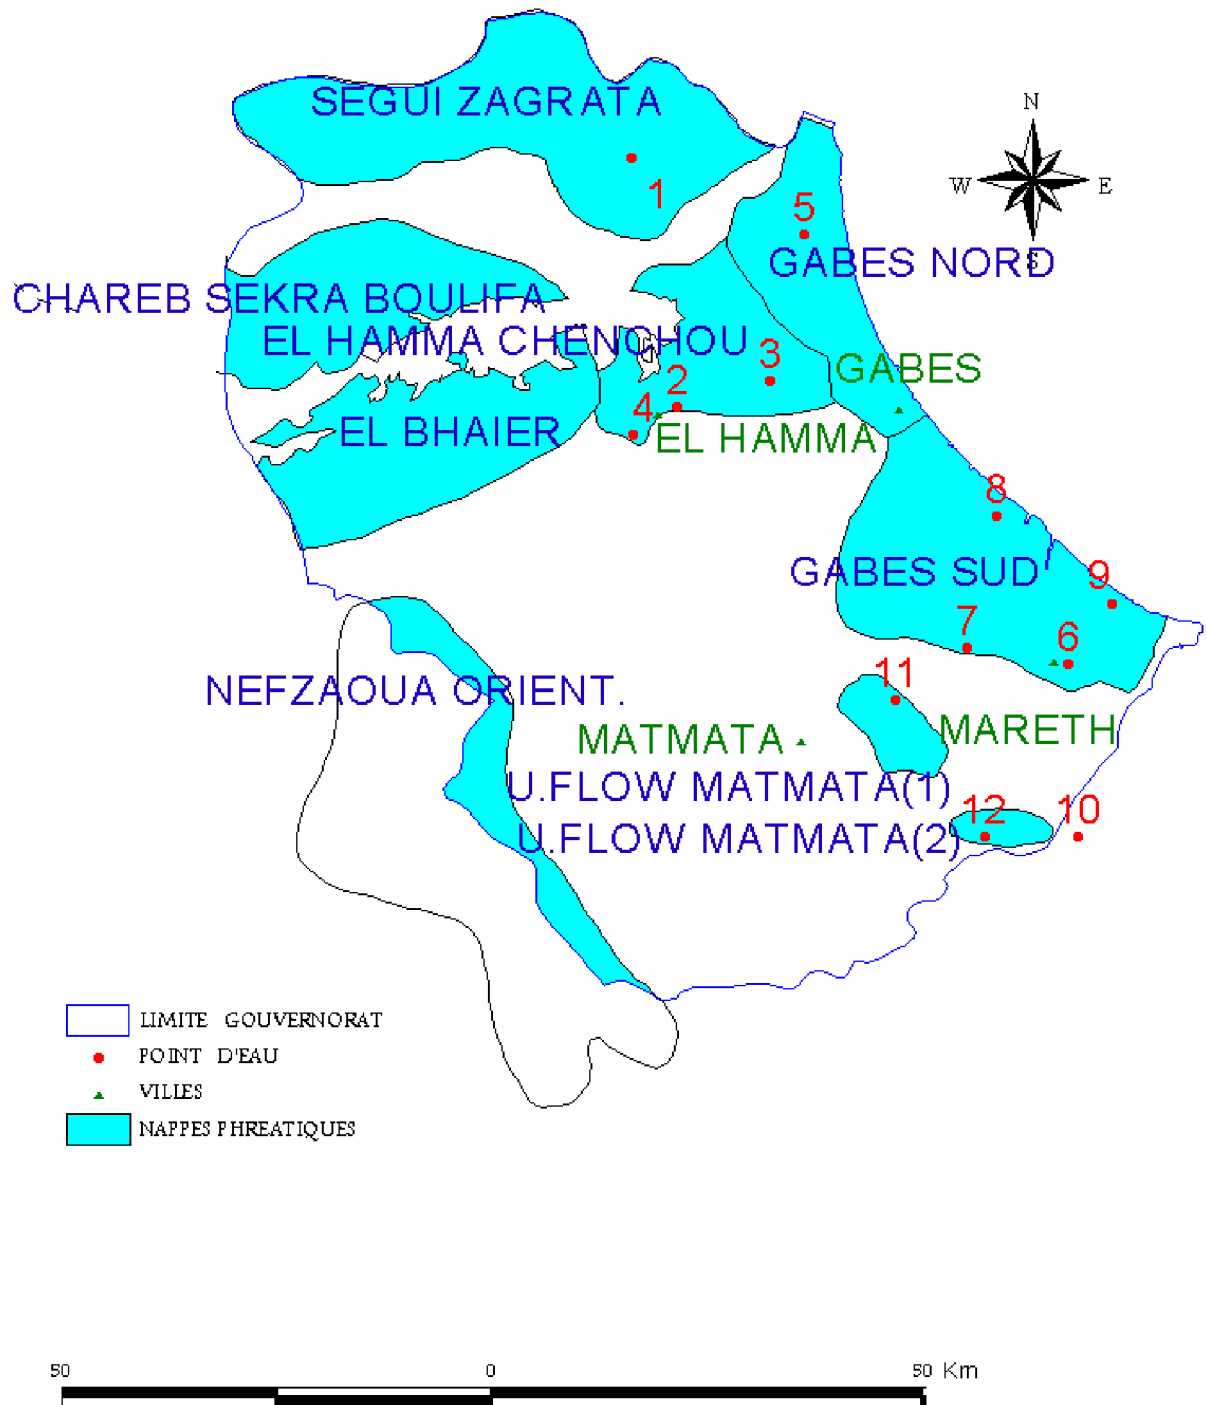 SEGUI ZAGRATA
N
W
E
S
1
5
GABES NORD
CHAREB SEKRA BOULIFA
EL HAMMA CHENCHOU
3
GABES
2
4
EL BHAIER
EL HAMMA
8
GABES SUD
9
7
6
11
NEFZAOUA ORIENT.
MARETH
MATMATA
U.FLOW MATMATA(1)
12
10
U.FLOW MATMATA(2)
LIMITE GOUVERNORAT
POINT D'EAU
VILLES
NAPPES PHREATIQUES
50
0
50 Km